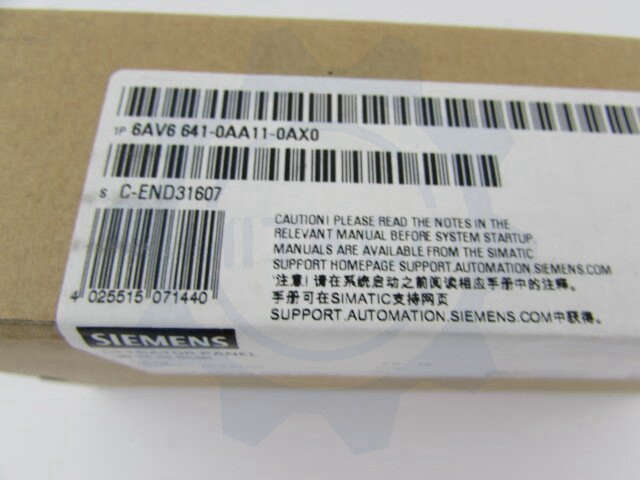 1P 6AV6 641-0AA11-0AX0
S C-END31607
CAUTION! PLEASE READ THE NOTES IN THE
RELEVANT MANUAL BEFORE SYSTEM STARTUP.
MANUALS ARE AVAILABLE FROM THE SIMATIC
SUPPORT HOMEPAGE SUPPORT.AUTOMATION.SIEMENS.COM
"注意!请在系统启动之前阅读相应手册中的注释。
手册可在SIMATIC支持网页
SUPPORT.AUTOMATION.SIEMENS.COM中获得。
4 025515 071440
SIEMENS
OPERATOR PANEL